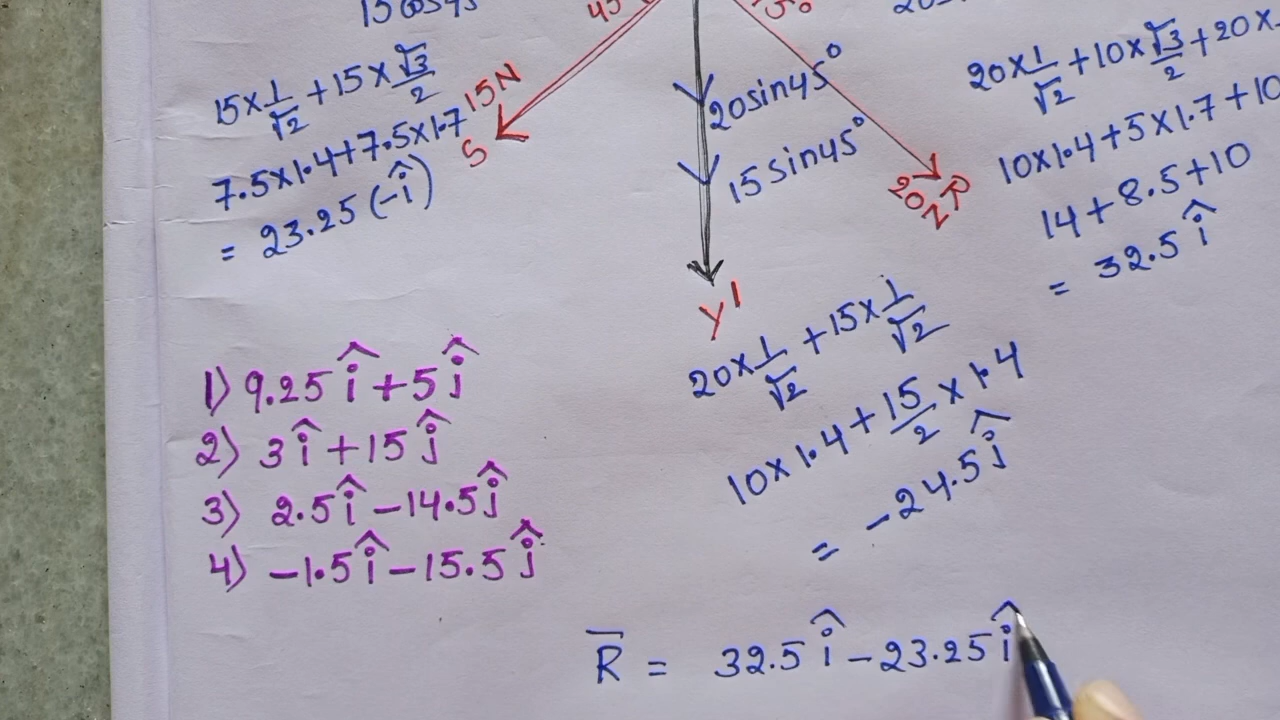 15cos45
15×1/√2 + 15×√3/2
7.5×1.4+7.5×1.7
= 23.25 (-î)
45
15N
S
20sin45°
15sin45°
Y'
5°
20N R
20×1/√2 + 10×√3/2 + 20×
10×1.4+5×1.7+10
14+8.5+10
= 32.5 î
20×1/√2 + 15×1/√2
10×1.4 + 15/2 × 1.4
= -24.5 ĵ
1) 9.25 î + 5 ĵ
2) 3 î + 15 ĵ
3) 2.5 î - 14.5 ĵ
4) -1.5 î - 15.5 ĵ
R̅ = 32.5 î - 23.25 î